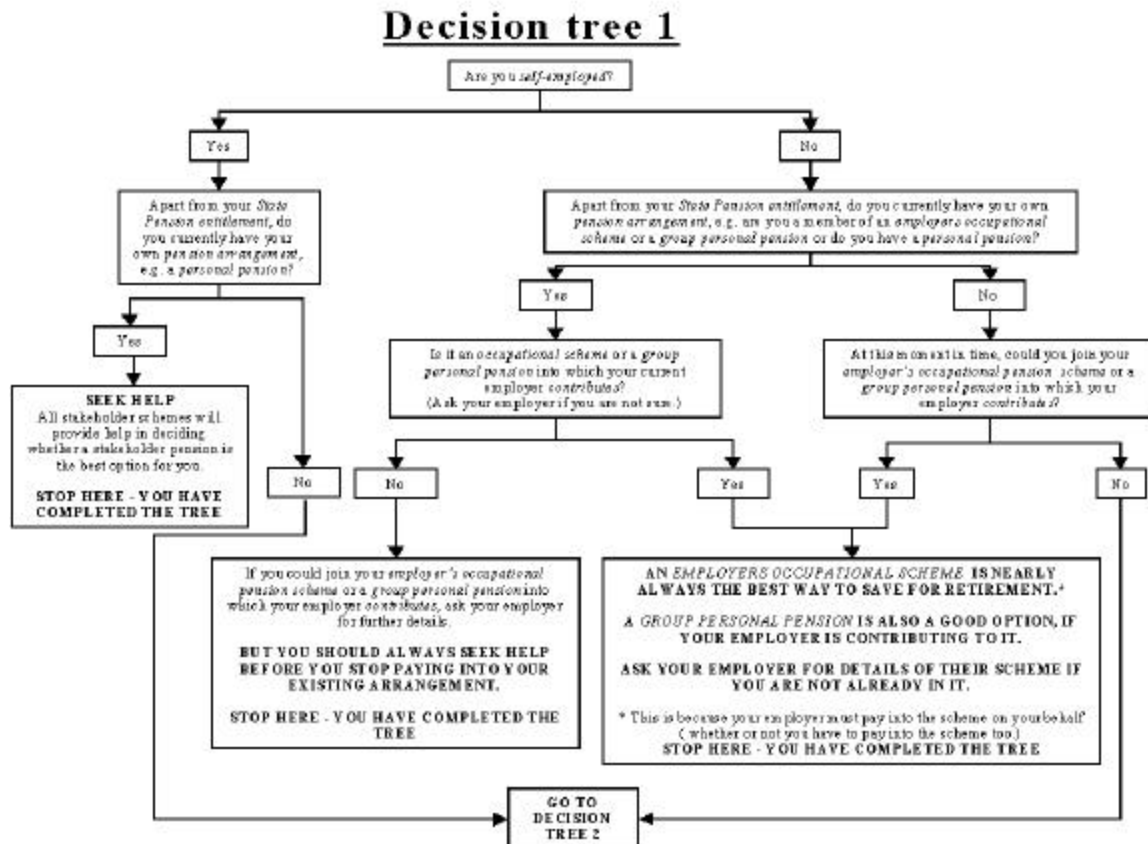 Decision tree 1
Are you self-employed?
Yes
No
Apart from your State
Pension entitlement, do
you currently have your
own pension arrangement,
e.g. a personal pension?
Apart from your State Pension entitlement, do you currently have your own
pension arrangement, e.g. are you a member of an employers occupational
scheme or a group personal pension or do you have a personal pension?
Yes
No
Yes
Is it an occupational scheme or a group
personal pension into which your current
employer contributes?
(Ask your employer if you are not sure.)
At this moment in time, could you join your
employer's occupational pension scheme or a
group personal pension into which your
employer contributes?
SEEK HELP
All stakeholder schemes will
provide help in deciding
whether a stakeholder pension is
the best option for you.
STOP HERE - YOU HAVE
COMPLETED THE TREE
No
No
Yes
Yes
No
If you could join your employer's occupational
pension scheme or a group personal pension into
which your employer contributes, ask your employer
for further details.
BUT YOU SHOULD ALWAYS SEEK HELP
BEFORE YOU STOP PAYING INTO YOUR
EXISTING ARRANGEMENT.
STOP HERE - YOU HAVE COMPLETED THE
TREE
AN EMPLOYERS OCCUPATIONAL SCHEME IS NEARLY
ALWAYS THE BEST WAY TO SAVE FOR RETIREMENT.*
A GROUP PERSONAL PENSION IS ALSO A GOOD OPTION, IF
YOUR EMPLOYER IS CONTRIBUTING TO IT.
ASK YOUR EMPLOYER FOR DETAILS OF THEIR SCHEME IF
YOU ARE NOT ALREADY IN IT.
* This is because your employer must pay into the scheme on your behalf
( whether or not you have to pay into the scheme too.)
STOP HERE - YOU HAVE COMPLETED THE TREE
GO TO
DECISION
TREE 2